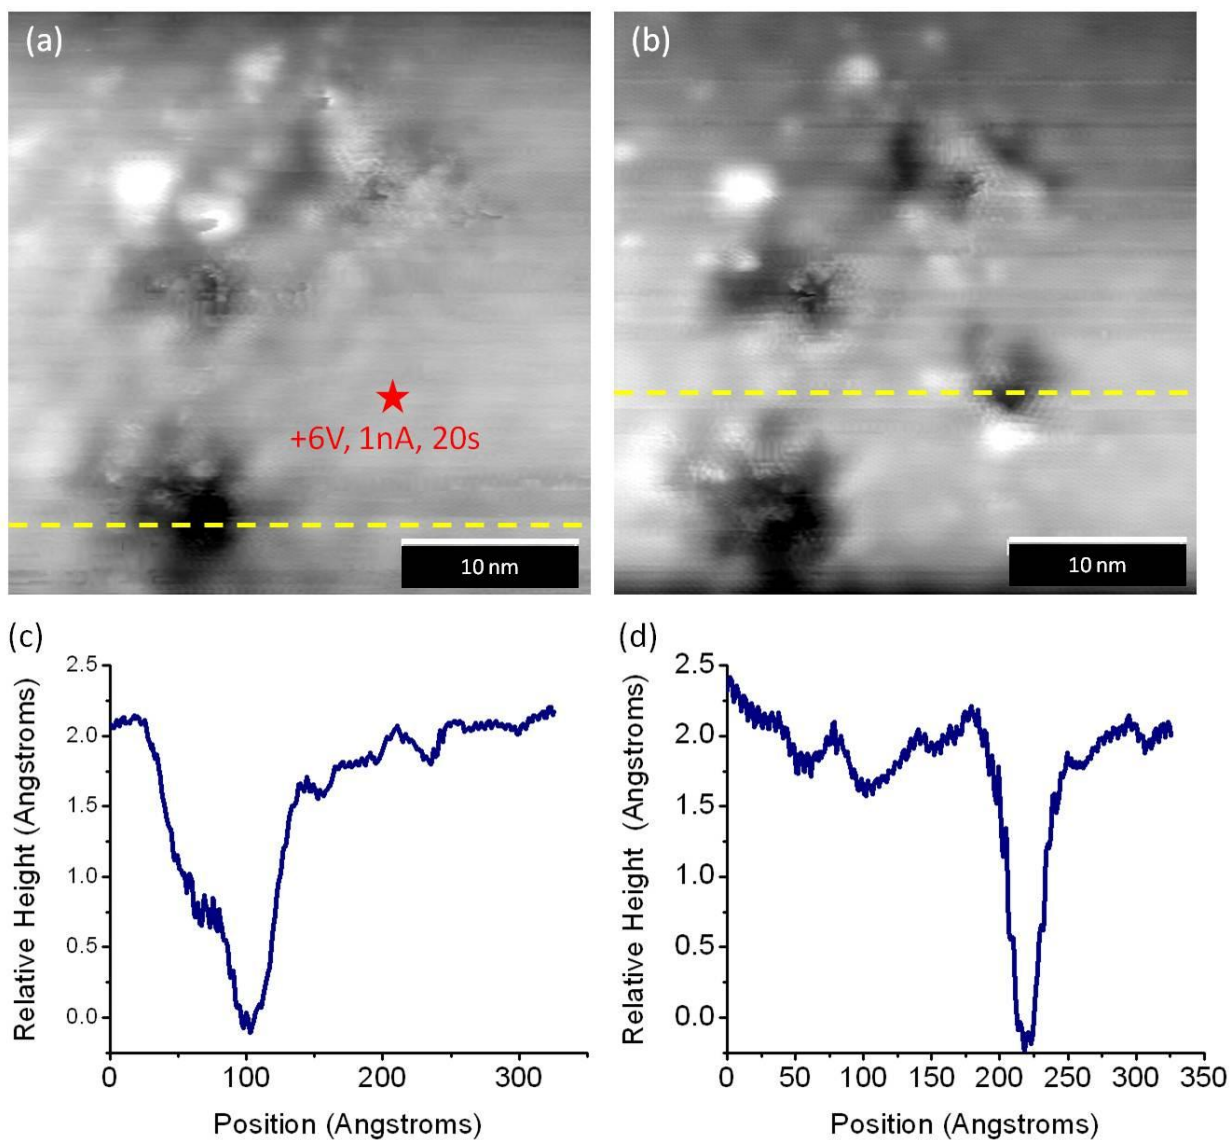 (a)
(b)
+6V, 1nA, 20s
10 nm
10 nm
(c)
(d)
2.5
2.0
1.5
1.0
0.5
0.0
Relative Height (Angstroms)
0
100
200
300
Position (Angstroms)
2.5
2.0
1.5
1.0
0.5
0.0
Relative Height (Angstroms)
0
50
100
150
200
250
300
350
Position (Angstroms)